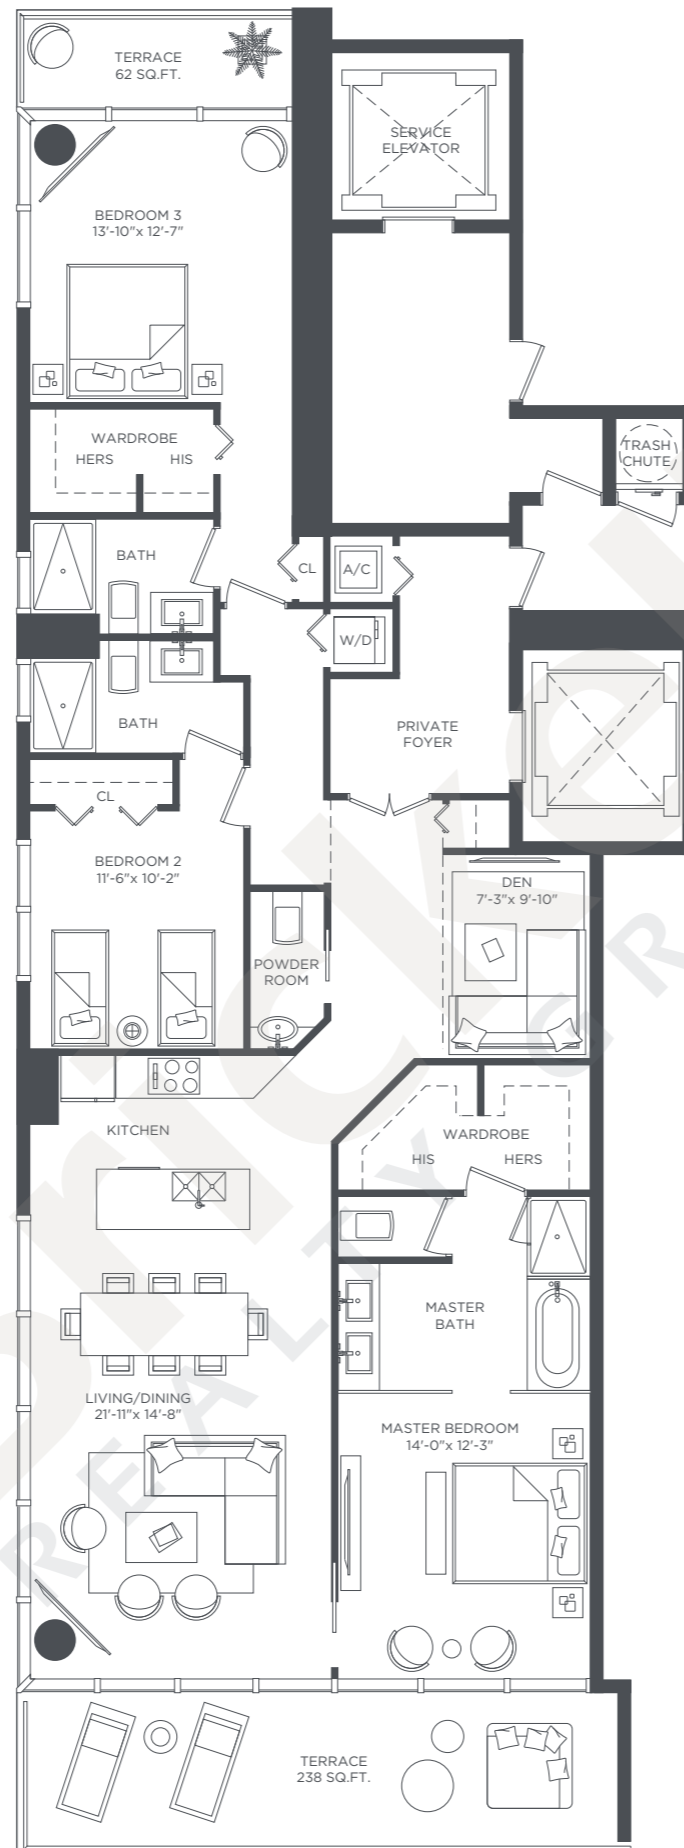 TERRACE
62 SQ.FT.
SERVICE
ELEVATOR
BEDROOM 3
13'-10"x 12'-7"
WARDROBE
HERS HIS
TRASH
CHUTE
BATH
CL
A/C
W/D
BATH
PRIVATE
FOYER
CL
BEDROOM 2
11'-6"x 10'-2"
DEN
7'-3"x 9'-10"
POWDER
ROOM
KITCHEN
WARDROBE
HIS HERS
MASTER
BATH
LIVING/DINING
21'-11"x 14'-8"
MASTER BEDROOM
14'-0"x 12'-3"
TERRACE
238 SQ.FT.
REALTY GR